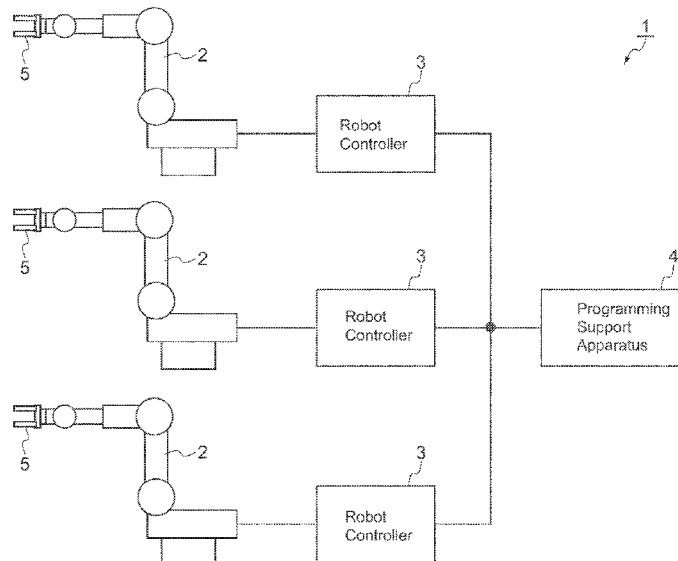 1
5
2
3
Robot
Controller
5
2
3
Robot
Controller
4
Programming
Support
Apparatus
5
2
3
Robot
Controller